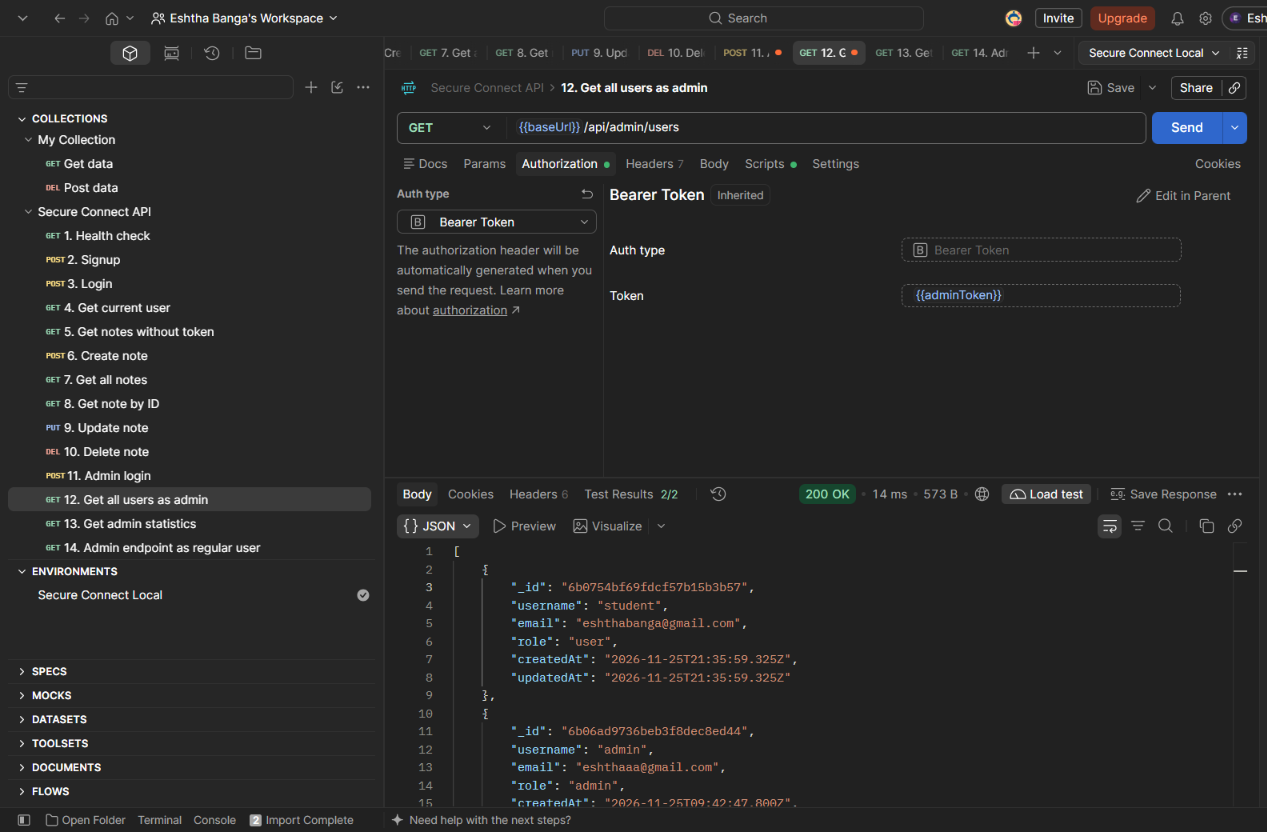 Eshtha Banga's Workspace
Search
Invite
Upgrade
E Esh
Cre
GET 7. Get
GET 8. Get
PUT 9. Upd
DEL 10. Del
POST 11.
GET 12. G
GET 13. Get
GET 14. Ad
Secure Connect Local
COLLECTIONS
My Collection
GET Get data
DEL Post data
Secure Connect API
GET 1. Health check
POST 2. Signup
POST 3. Login
GET 4. Get current user
GET 5. Get notes without token
POST 6. Create note
GET 7. Get all notes
GET 8. Get note by ID
PUT 9. Update note
DEL 10. Delete note
POST 11. Admin login
GET 12. Get all users as admin
GET 13. Get admin statistics
GET 14. Admin endpoint as regular user
ENVIRONMENTS
Secure Connect Local
SPECS
MOCKS
DATASETS
TOOLSETS
DOCUMENTS
FLOWS
HTTP Secure Connect API > 12. Get all users as admin
Save
Share
GET
{{baseUrl}} /api/admin/users
Send
Docs
Params
Authorization
Headers 7
Body
Scripts
Settings
Cookies
Auth type
B Bearer Token
The authorization header will be
automatically generated when you
send the request. Learn more
about authorization ↗
Bearer Token Inherited
Edit in Parent
Auth type
B Bearer Token
Token
{{adminToken}}
Body
Cookies
Headers 6
Test Results 2/2
200 OK • 14 ms • 573 B
Load test
e.g. Save Response
{} JSON
Preview
Visualize
1 [
2 {
3 "_id": "6b0754bf69fdcf57b15b3b57",
4 "username": "student",
5 "email": "eshthabanga@gmail.com",
6 "role": "user",
7 "createdAt": "2026-11-25T21:35:59.325Z",
8 "updatedAt": "2026-11-25T21:35:59.325Z"
9 },
10 {
11 "_id": "6b06ad9736beb3f8dec8ed44",
12 "username": "admin",
13 "email": "eshthaaa@gmail.com",
14 "role": "admin",
15 "createdAt": "2026-11-25T09:42:47.800Z",
Open Folder
Terminal
Console
2 Import Complete
Need help with the next steps?